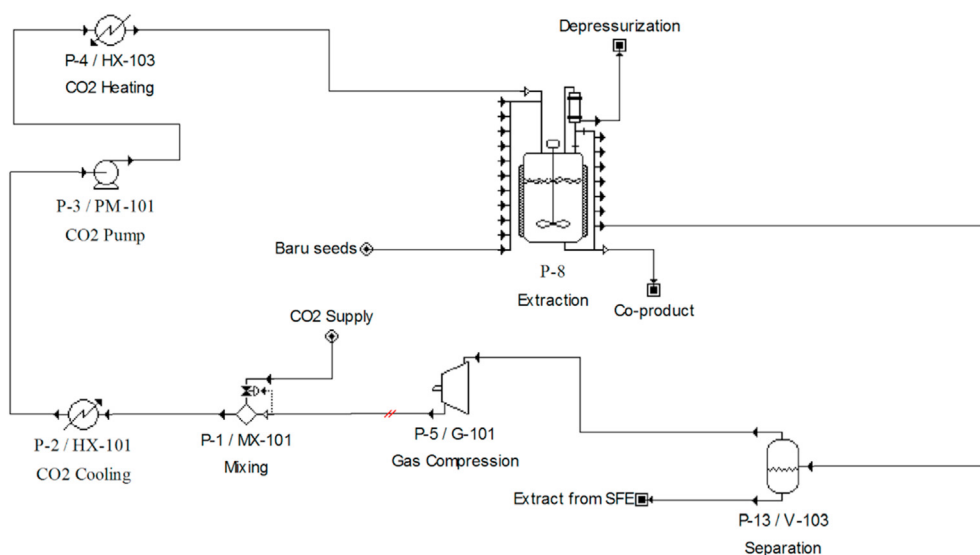 Depressurization
P-4 / HX-103
CO2 Heating
P-3 / PM-101
CO2 Pump
Baru seeds
P-8
Extraction
Co-product
CO2 Supply
P-2 / HX-101
CO2 Cooling
P-1 / MX-101
Mixing
P-5 / G-101
Gas Compression
Extract from SFE
P-13 / V-103
Separation